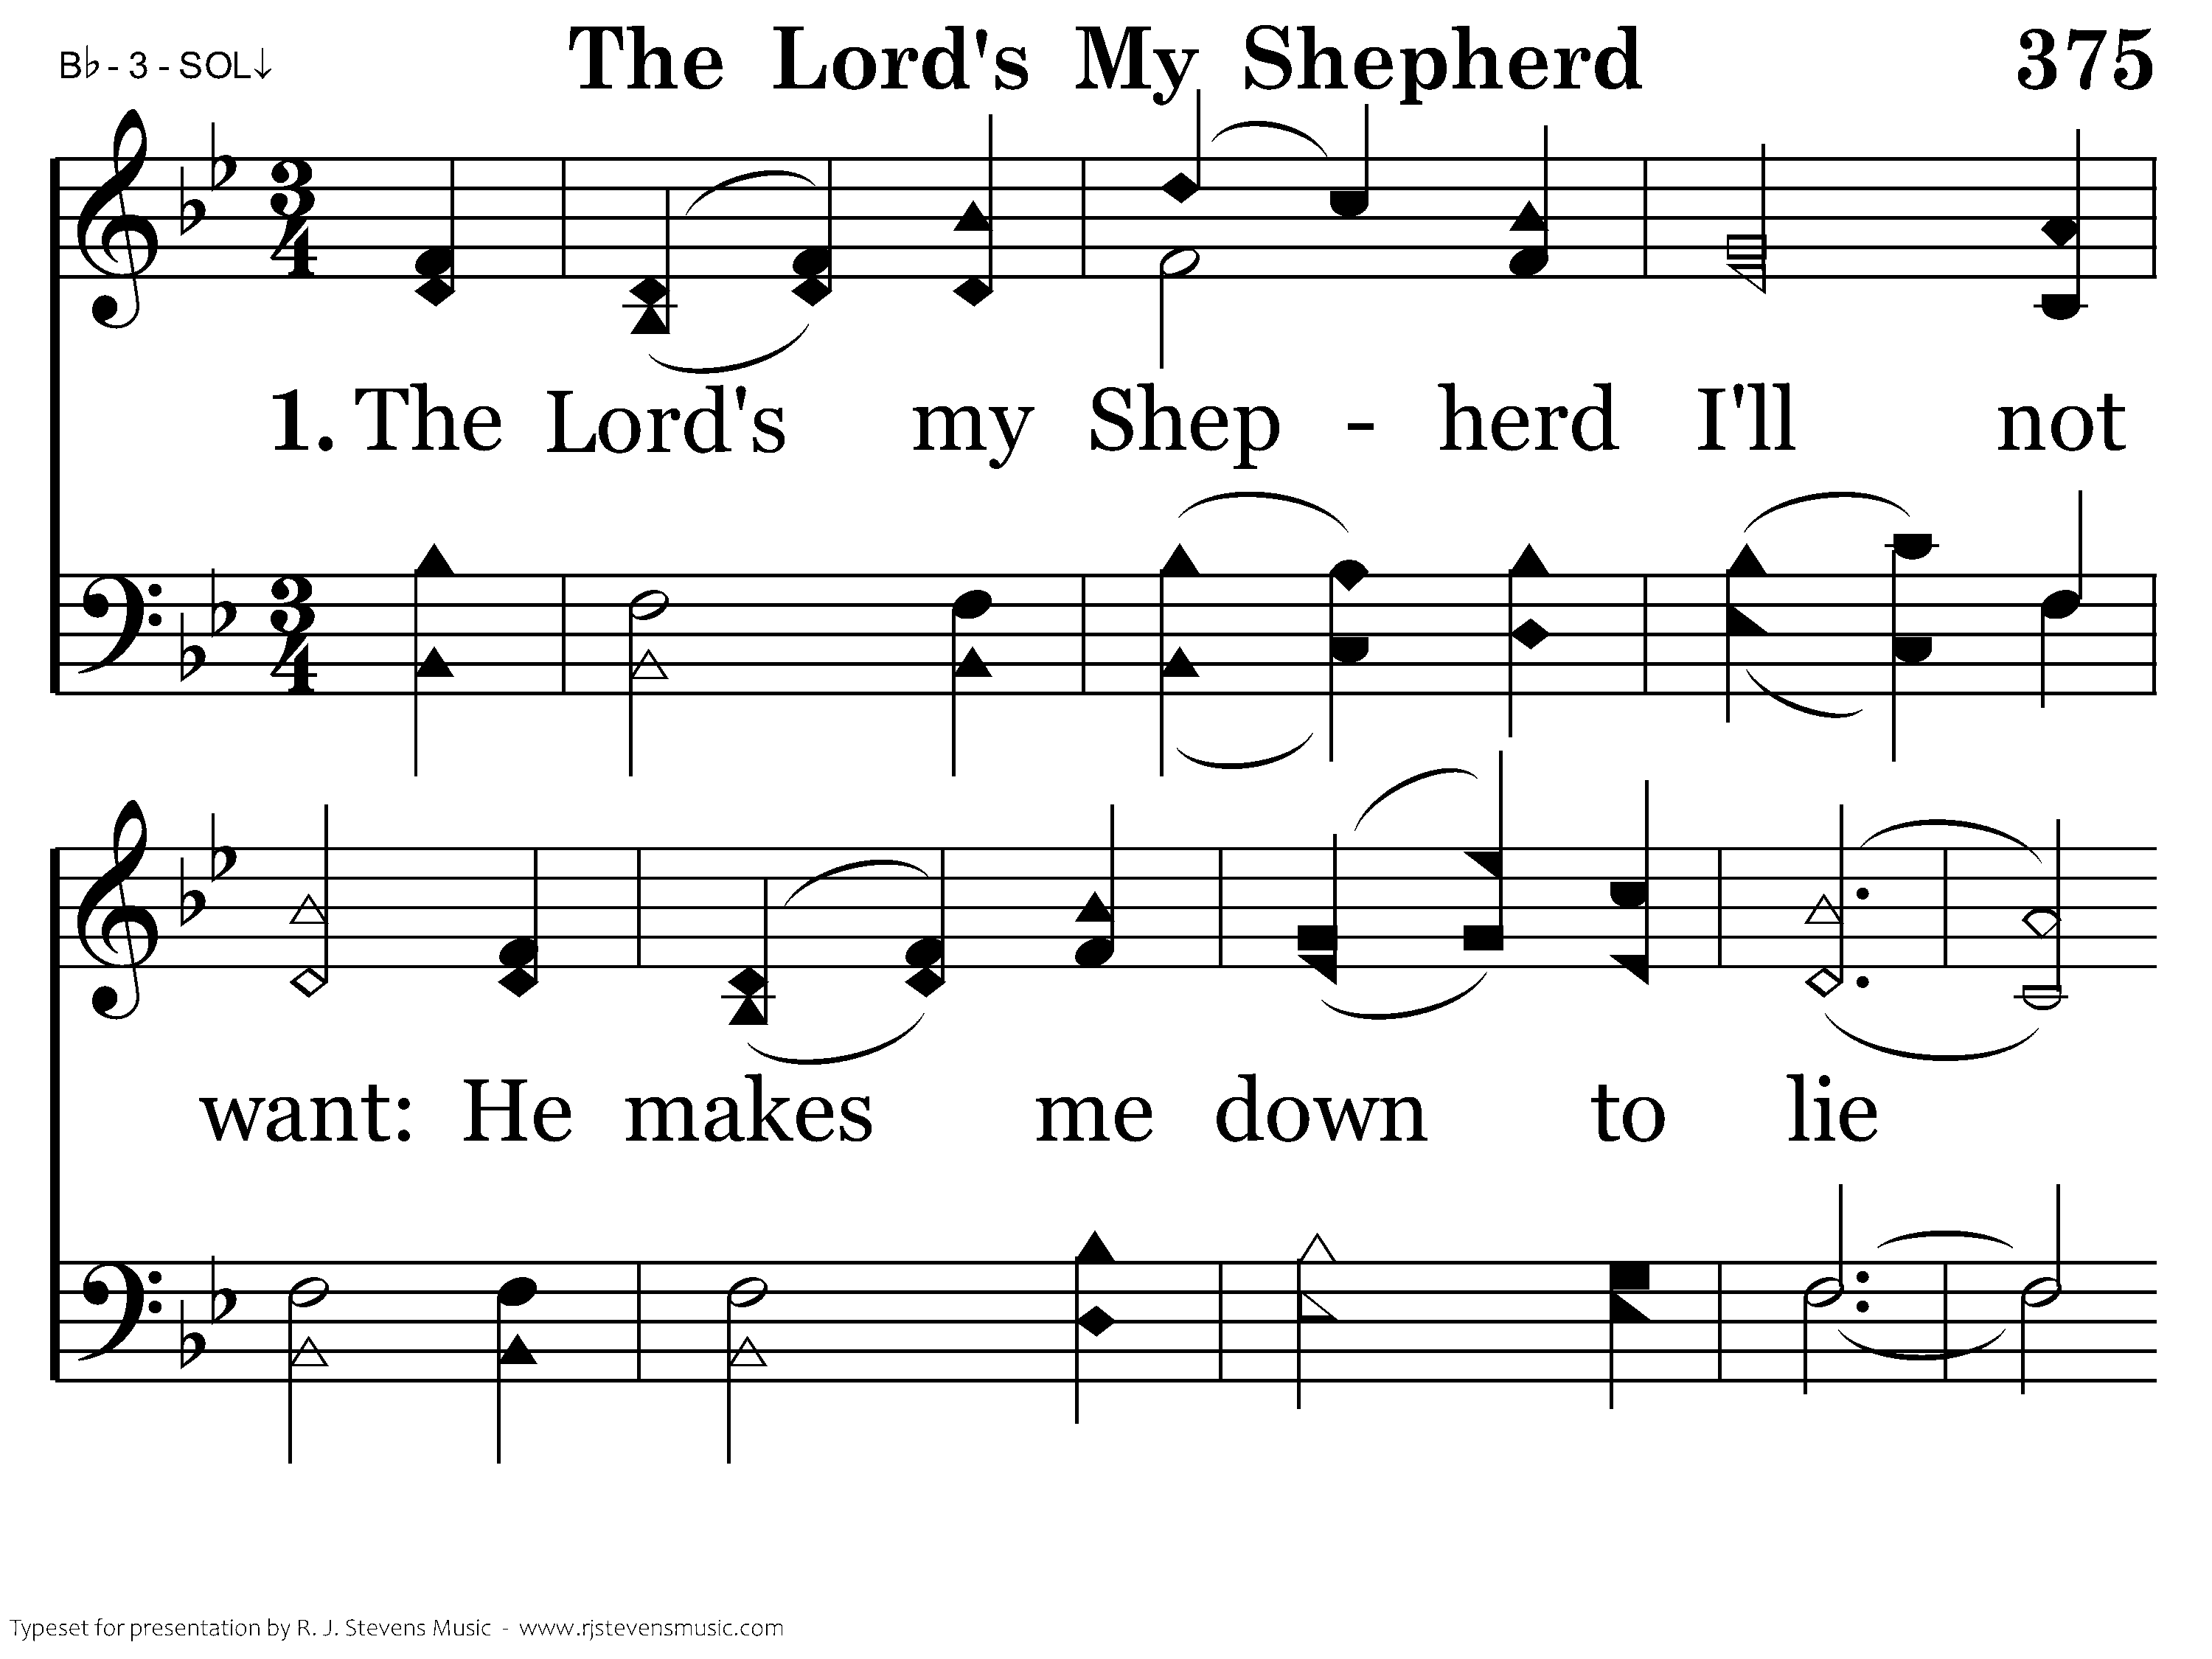 B♭ - 3 - SOL↓ The Lord's My Shepherd 375
1. The Lord's my Shep - herd I'll not
want: He makes me down to lie
Typeset for presentation by R. J. Stevens Music - www.rjstevensmusic.com